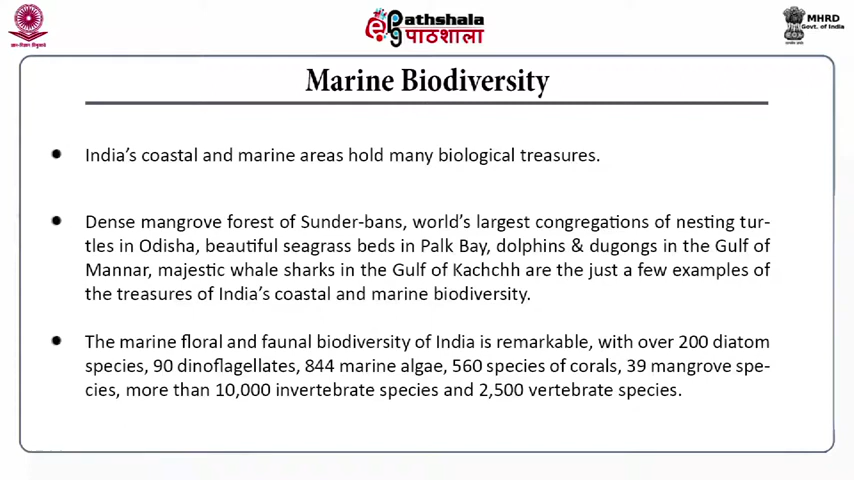 Pathshala
पाठशाला
MHRD
Govt. of India
Marine Biodiversity
India's coastal and marine areas hold many biological treasures.
Dense mangrove forest of Sunder-bans, world's largest congregations of nesting tur-
tles in Odisha, beautiful seagrass beds in Palk Bay, dolphins & dugongs in the Gulf of
Mannar, majestic whale sharks in the Gulf of Kachchh are the just a few examples of
the treasures of India's coastal and marine biodiversity.
The marine floral and faunal biodiversity of India is remarkable, with over 200 diatom
species, 90 dinoflagellates, 844 marine algae, 560 species of corals, 39 mangrove spe-
cies, more than 10,000 invertebrate species and 2,500 vertebrate species.